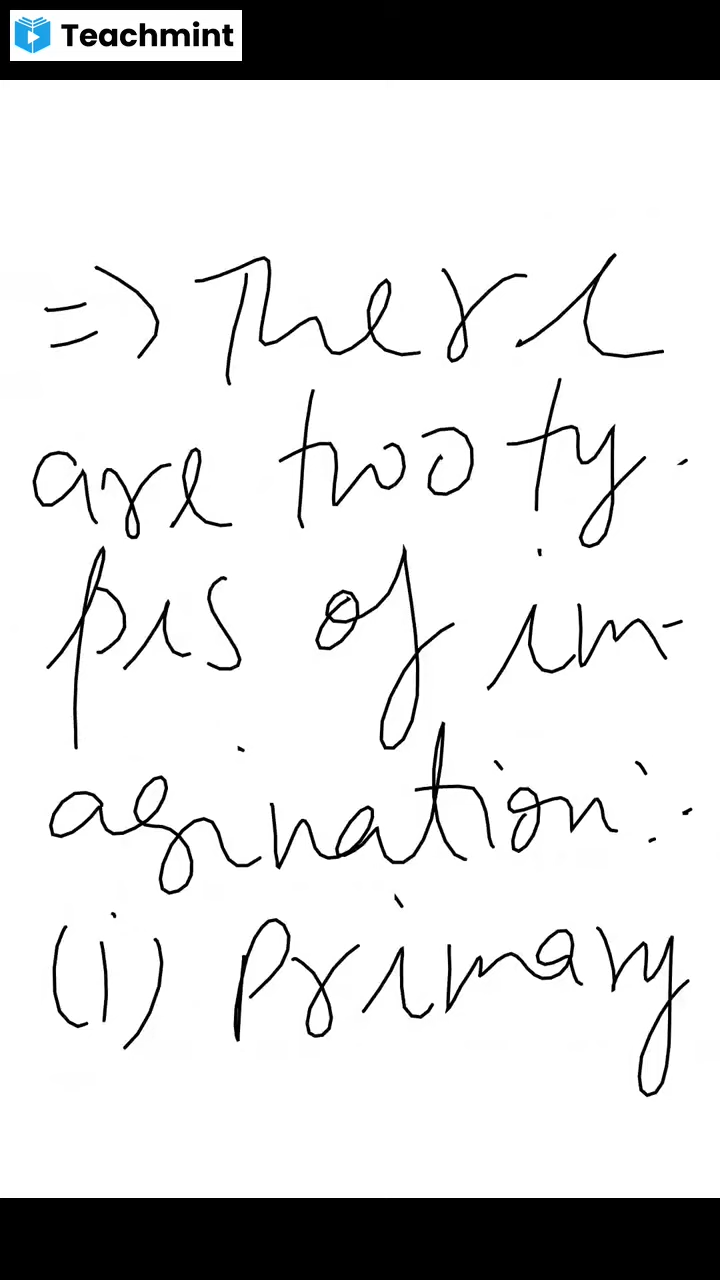 Teachmint
=> There
are two ty-
pes of im-
agination:-
(i) Primary